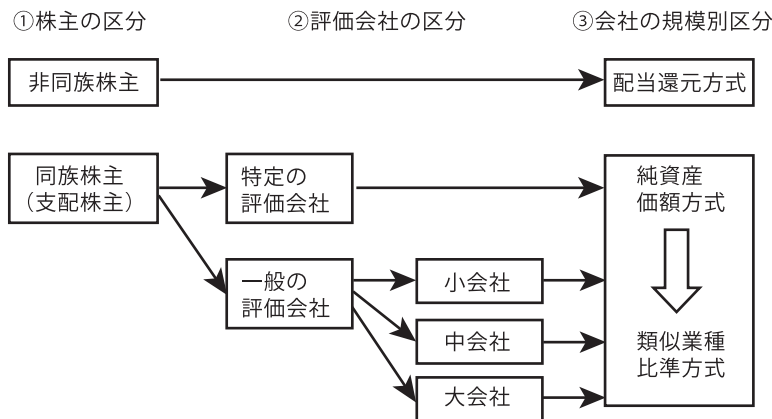 ①株主の区分
②評価会社の区分
③会社の規模別区分
非同族株主
配当還元方式
同族株主
（支配株主）
特定の
評価会社
純資産
価額方式
一般の
評価会社
小会社
中会社
類似業種
比準方式
大会社